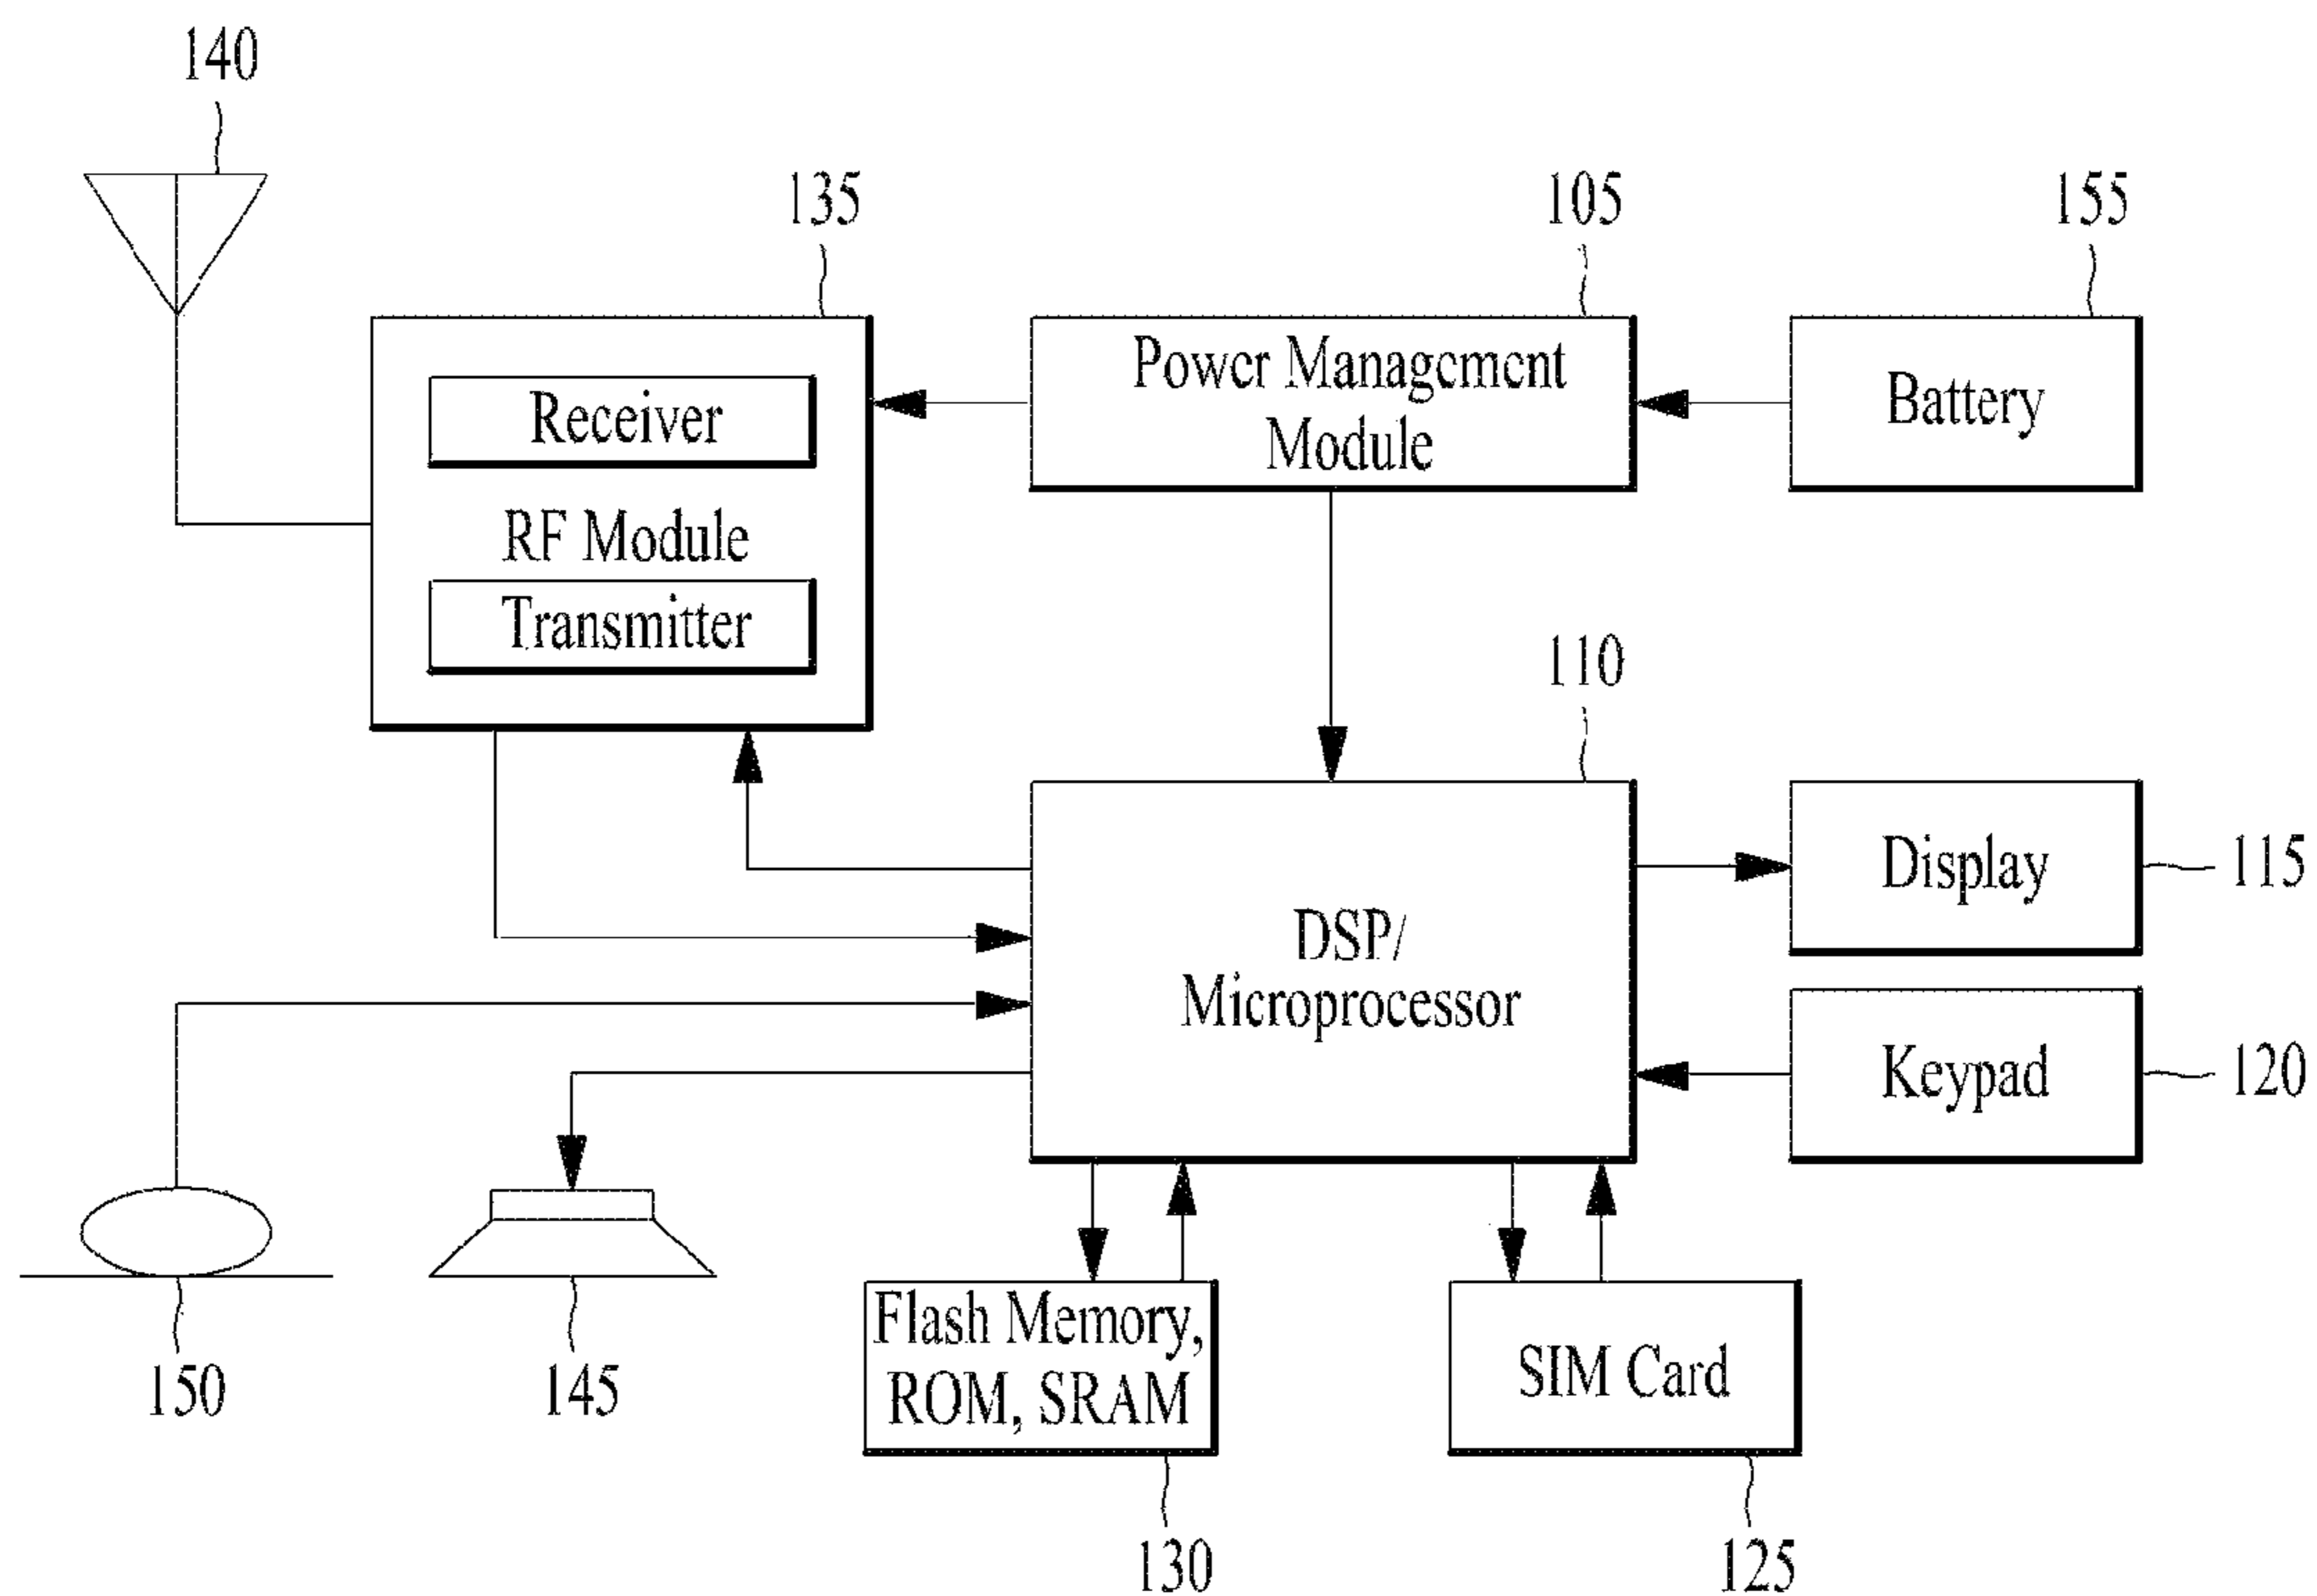 140
135
105
155
Receiver
RF Module
Transmitter
Power Management
Module
Battery
110
DSP/
Microprocessor
Display
115
Keypad
120
150
145
Flash Memory,
ROM, SRAM
130
SIM Card
125